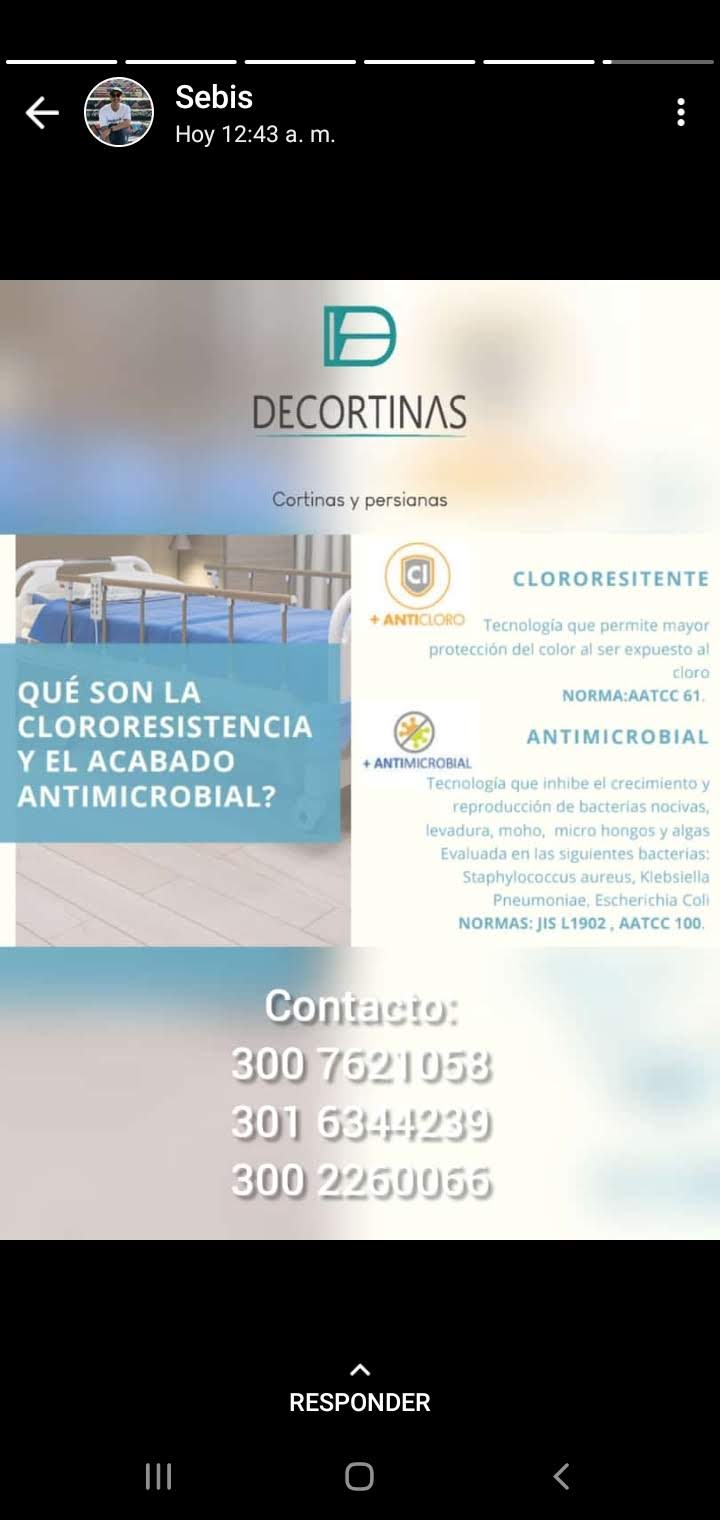 Sebis
Hoy 12:43 a. m.
DECORTINAS
Cortinas y persianas
QUÉ SON LA
CLORORESISTENCIA
Y EL ACABADO
ANTIMICROBIAL?
Cl
+ ANTICLORO
CLORORESITENTE
Tecnología que permite mayor
protección del color al ser expuesto al
cloro
NORMA:AATCC 61.
+ ANTIMICROBIAL
ANTIMICROBIAL
Tecnología que inhibe el crecimiento y
reproducción de bacterias nocivas,
levadura, moho, micro hongos y algas
Evaluada en las siguientes bacterias:
Staphylococcus aureus, Klebsiella
Pneumoniae, Escherichia Coli
NORMAS: JIS L1902 , AATCC 100.
Contacto:
300 7621058
301 6344239
300 2260066
RESPONDER